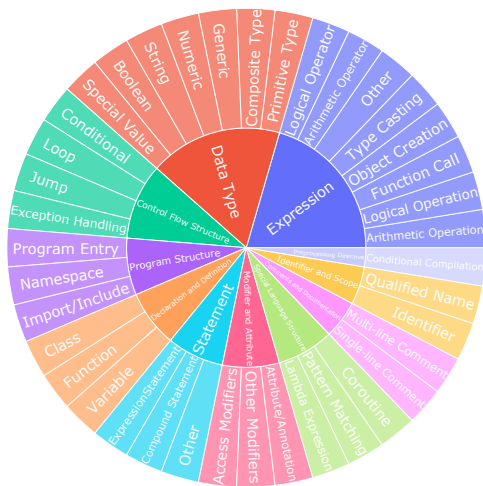 Expression
Logical Operator
Arithmetic Operator
Other
Type Casting
Object Creation
Function Call
Logical Operation
Arithmetic Operation
Data Type
Special Value
Boolean
String
Numeric
Generic
Composite Type
Primitive Type
Control Flow Structure
Conditional
Loop
Jump
Exception Handling
Program Structure
Program Entry
Namespace
Import/Include
Declaration and Definition
Class
Function
Variable
Statement
ExpressionStatement
Compound Statement
Other
Modifier and Attribute
Access Modifiers
Other Modifiers
Attribute/Annotation
Special Language Structure
Lambda Expression
Pattern Matching
Coroutine
Comments and Documentation
Single-line Comment
Multi-line Comment
Identifier and Scope
Identifier
Qualified Name
Preprocessing Directive
Conditional Compilation